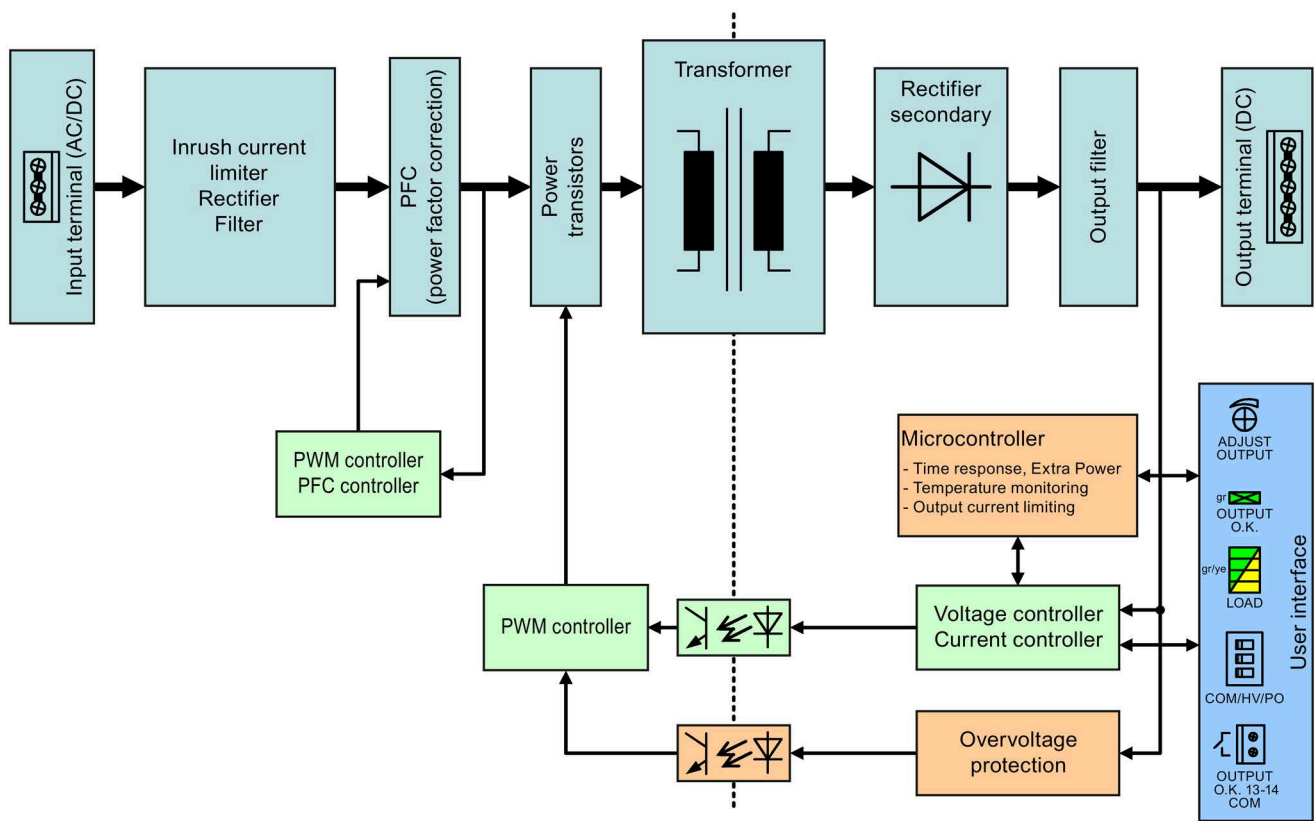 Input terminal (AC/DC)
Inrush current
limiter
Rectifier
Filter
PFC
(power factor correction)
Power
transistors
Transformer
Rectifier
secondary
Output filter
Output terminal (DC)
PWM controller
PFC controller
Microcontroller
- Time response, Extra Power
- Temperature monitoring
- Output current limiting
PWM controller
Voltage controller
Current controller
Overvoltage
protection
User interface
ADJUST
OUTPUT
gr
OUTPUT
O.K.
gr/ye
LOAD
COM/HV/PO
OUTPUT
O.K. 13-14
COM